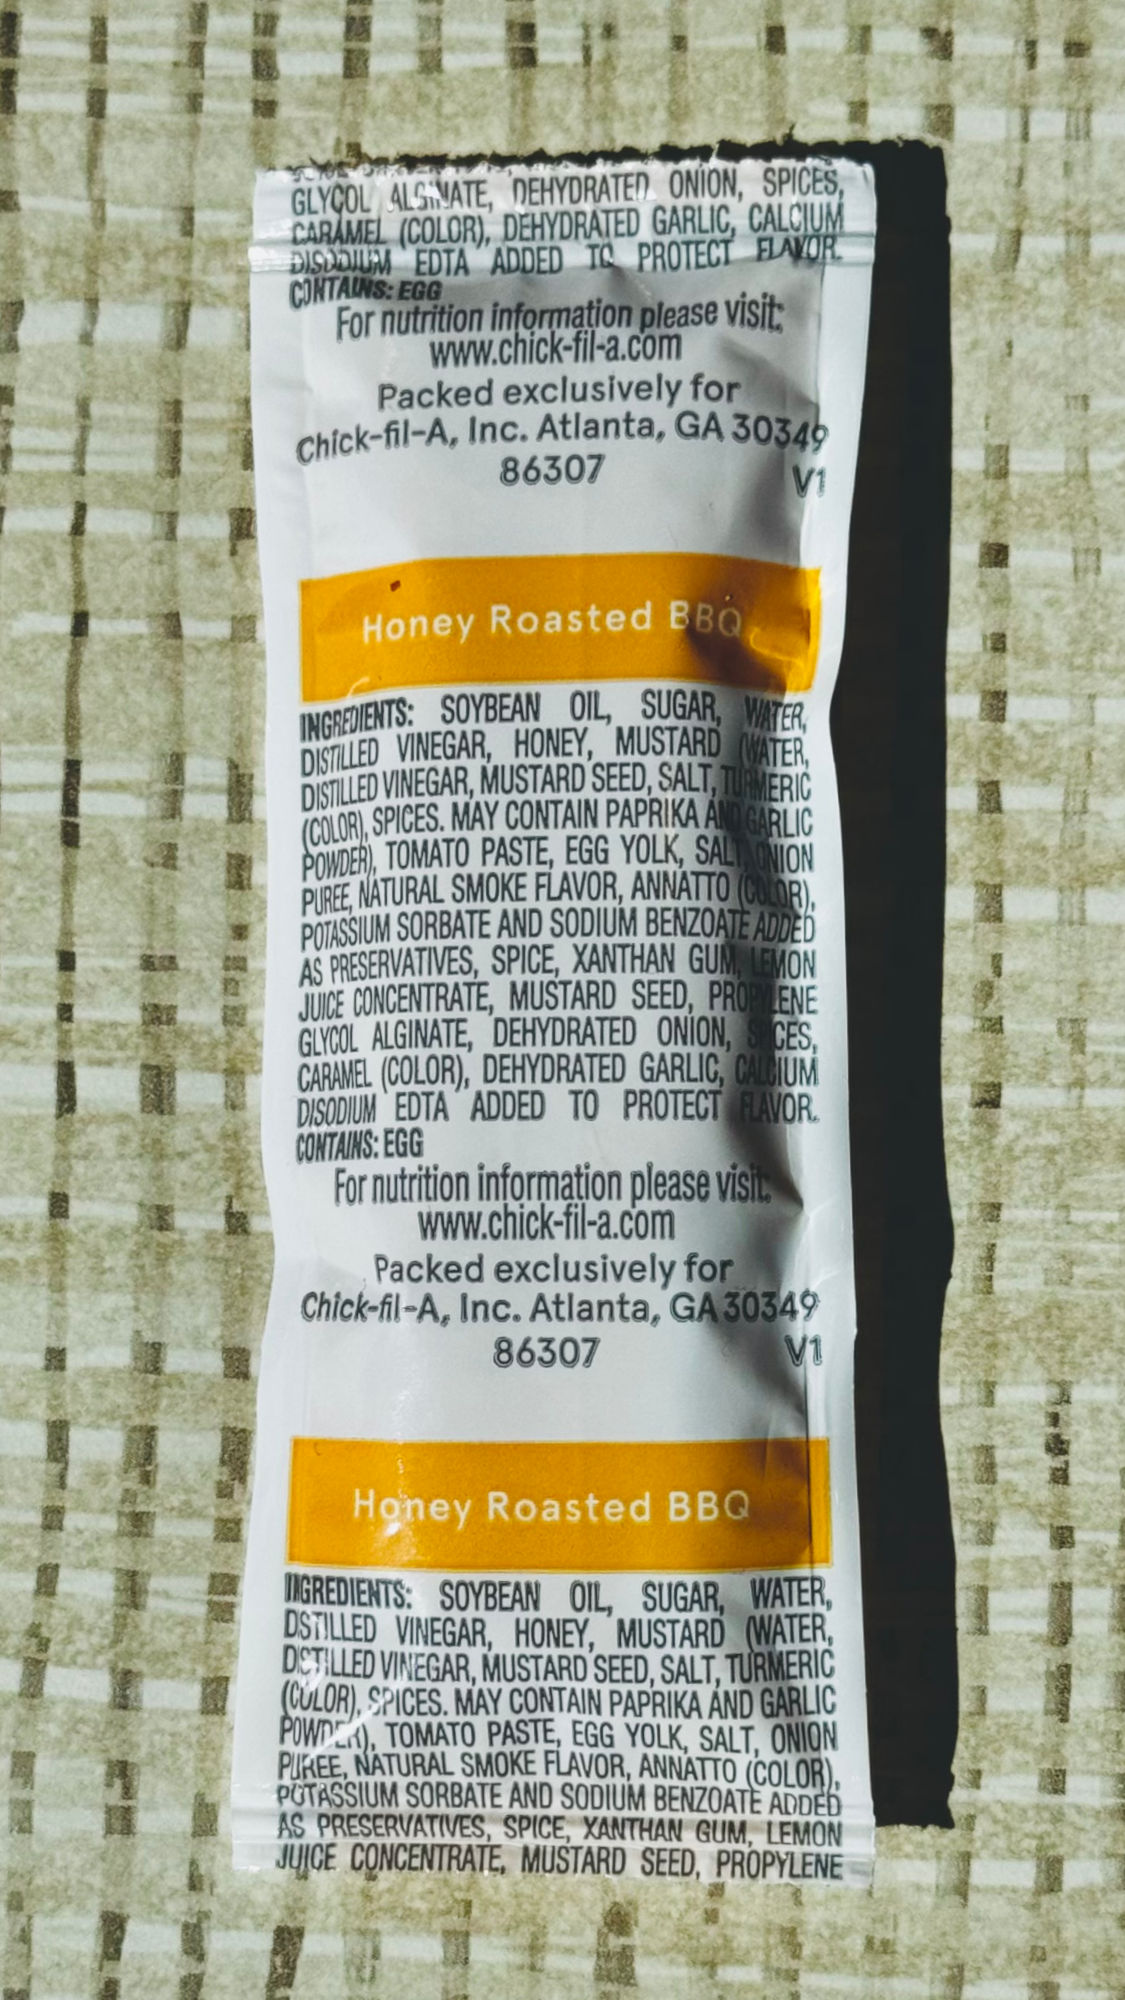 GLYCOL ALGINATE, DEHYDRATED ONION, SPICES,
CARAMEL (COLOR), DEHYDRATED GARLIC, CALCIUM
DISODIUM EDTA ADDED TO PROTECT FLAVOR.
CONTAINS: EGG
For nutrition information please visit:
www.chick-fil-a.com
Packed exclusively for
Chick-fil-A, Inc. Atlanta, GA 30349
86307 V1
Honey Roasted BBQ
INGREDIENTS: SOYBEAN OIL, SUGAR, WATER,
DISTILLED VINEGAR, HONEY, MUSTARD (WATER,
DISTILLED VINEGAR, MUSTARD SEED, SALT, TURMERIC
(COLOR), SPICES. MAY CONTAIN PAPRIKA AND GARLIC
POWDER), TOMATO PASTE, EGG YOLK, SALT, ONION
PUREE, NATURAL SMOKE FLAVOR, ANNATTO (COLOR),
POTASSIUM SORBATE AND SODIUM BENZOATE ADDED
AS PRESERVATIVES, SPICE, XANTHAN GUM, LEMON
JUICE CONCENTRATE, MUSTARD SEED, PROPYLENE
GLYCOL ALGINATE, DEHYDRATED ONION, SPICES,
CARAMEL (COLOR), DEHYDRATED GARLIC, CALCIUM
DISODIUM EDTA ADDED TO PROTECT FLAVOR.
CONTAINS: EGG
For nutrition information please visit:
www.chick-fil-a.com
Packed exclusively for
Chick-fil-A, Inc. Atlanta, GA 30349
86307 V1
Honey Roasted BBQ
INGREDIENTS: SOYBEAN OIL, SUGAR, WATER,
DISTILLED VINEGAR, HONEY, MUSTARD (WATER,
DISTILLED VINEGAR, MUSTARD SEED, SALT, TURMERIC
(COLOR), SPICES. MAY CONTAIN PAPRIKA AND GARLIC
POWDER), TOMATO PASTE, EGG YOLK, SALT, ONION
PUREE, NATURAL SMOKE FLAVOR, ANNATTO (COLOR),
POTASSIUM SORBATE AND SODIUM BENZOATE ADDED
AS PRESERVATIVES, SPICE, XANTHAN GUM, LEMON
JUICE CONCENTRATE, MUSTARD SEED, PROPYLENE